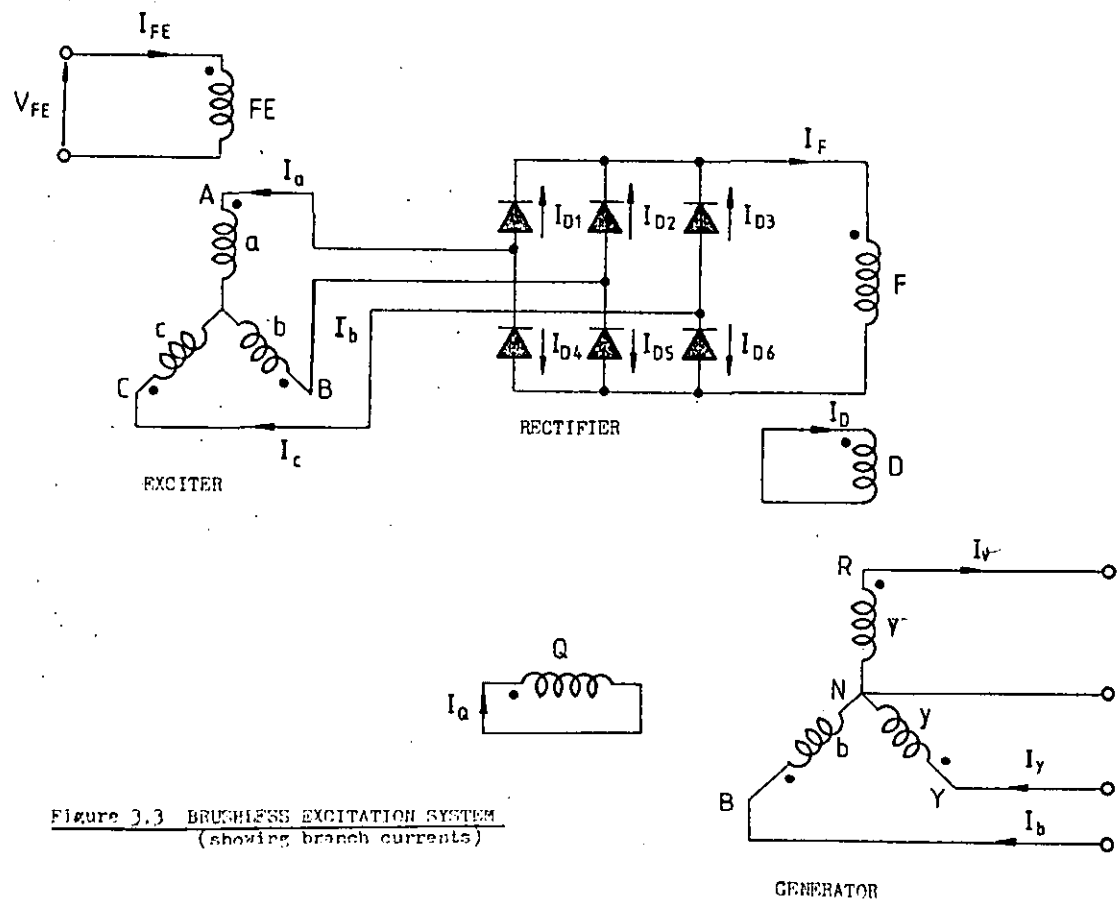 I_FE
V_FE
FE
I_a
A
a
c
b
C
B
I_b
I_c
EXCITER
I_F
I_D1
I_D2
I_D3
F
I_D4
I_D5
I_D6
RECTIFIER
I_D
D
Q
I_Q
R
I_r
r
N
y
b
B
Y
I_y
I_b
GENERATOR
Figure 3.3 BRUSHLESS EXCITATION SYSTEM
(showing branch currents)